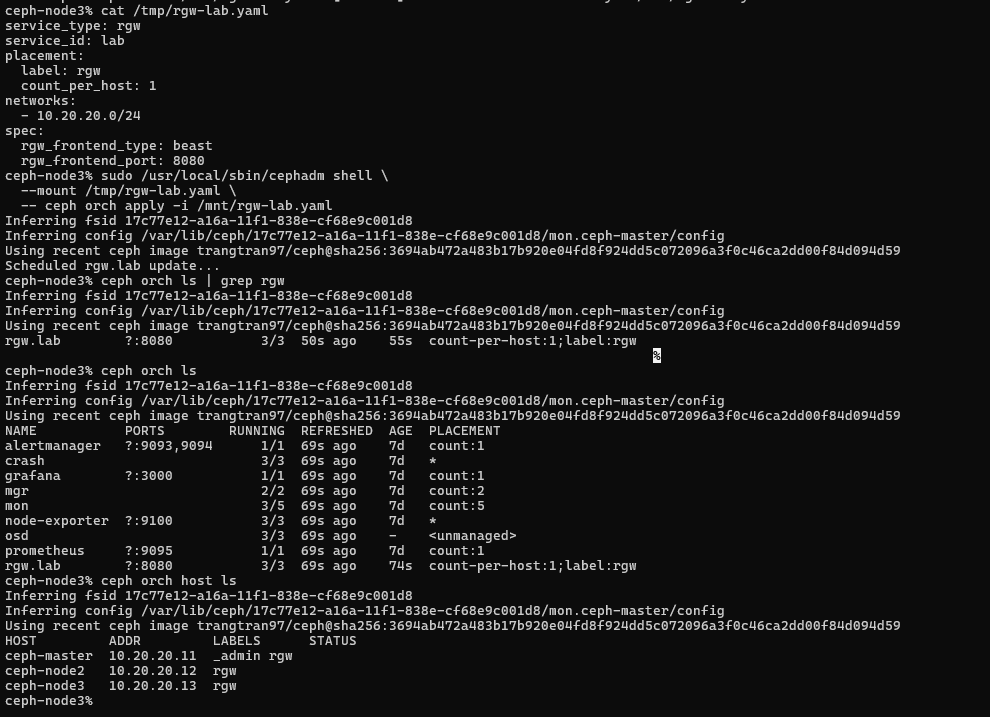 ceph-node3% cat /tmp/rgw-lab.yaml
service_type: rgw
service_id: lab
placement:
  label: rgw
  count_per_host: 1
networks:
  - 10.20.20.0/24
spec:
  rgw_frontend_type: beast
  rgw_frontend_port: 8080
ceph-node3% sudo /usr/local/sbin/cephadm shell \
  --mount /tmp/rgw-lab.yaml \
  -- ceph orch apply -i /mnt/rgw-lab.yaml
Inferring fsid 17c77e12-a16a-11f1-838e-cf68e9c001d8
Inferring config /var/lib/ceph/17c77e12-a16a-11f1-838e-cf68e9c001d8/mon.ceph-master/config
Using recent ceph image trangtran97/ceph@sha256:3694ab472a483b17b920e04fd8f924dd5c072096a3f0c46ca2dd00f84d094d59
Scheduled rgw.lab update...
ceph-node3% ceph orch ls | grep rgw
Inferring fsid 17c77e12-a16a-11f1-838e-cf68e9c001d8
Inferring config /var/lib/ceph/17c77e12-a16a-11f1-838e-cf68e9c001d8/mon.ceph-master/config
Using recent ceph image trangtran97/ceph@sha256:3694ab472a483b17b920e04fd8f924dd5c072096a3f0c46ca2dd00f84d094d59
rgw.lab        ?:8080           3/3  50s ago    55s  count-per-host:1;label:rgw
%
ceph-node3% ceph orch ls
Inferring fsid 17c77e12-a16a-11f1-838e-cf68e9c001d8
Inferring config /var/lib/ceph/17c77e12-a16a-11f1-838e-cf68e9c001d8/mon.ceph-master/config
Using recent ceph image trangtran97/ceph@sha256:3694ab472a483b17b920e04fd8f924dd5c072096a3f0c46ca2dd00f84d094d59
NAME           PORTS        RUNNING  REFRESHED  AGE  PLACEMENT
alertmanager   ?:9093,9094      1/1  69s ago    7d   count:1
crash                           3/3  69s ago    7d   *
grafana        ?:3000           1/1  69s ago    7d   count:1
mgr                             2/2  69s ago    7d   count:2
mon                             3/5  69s ago    7d   count:5
node-exporter  ?:9100           3/3  69s ago    7d   *
osd                             3/3  69s ago    -    <unmanaged>
prometheus     ?:9095           1/1  69s ago    7d   count:1
rgw.lab        ?:8080           3/3  69s ago    74s  count-per-host:1;label:rgw
ceph-node3% ceph orch host ls
Inferring fsid 17c77e12-a16a-11f1-838e-cf68e9c001d8
Inferring config /var/lib/ceph/17c77e12-a16a-11f1-838e-cf68e9c001d8/mon.ceph-master/config
Using recent ceph image trangtran97/ceph@sha256:3694ab472a483b17b920e04fd8f924dd5c072096a3f0c46ca2dd00f84d094d59
HOST         ADDR         LABELS      STATUS
ceph-master  10.20.20.11  _admin rgw
ceph-node2   10.20.20.12  rgw
ceph-node3   10.20.20.13  rgw
ceph-node3%